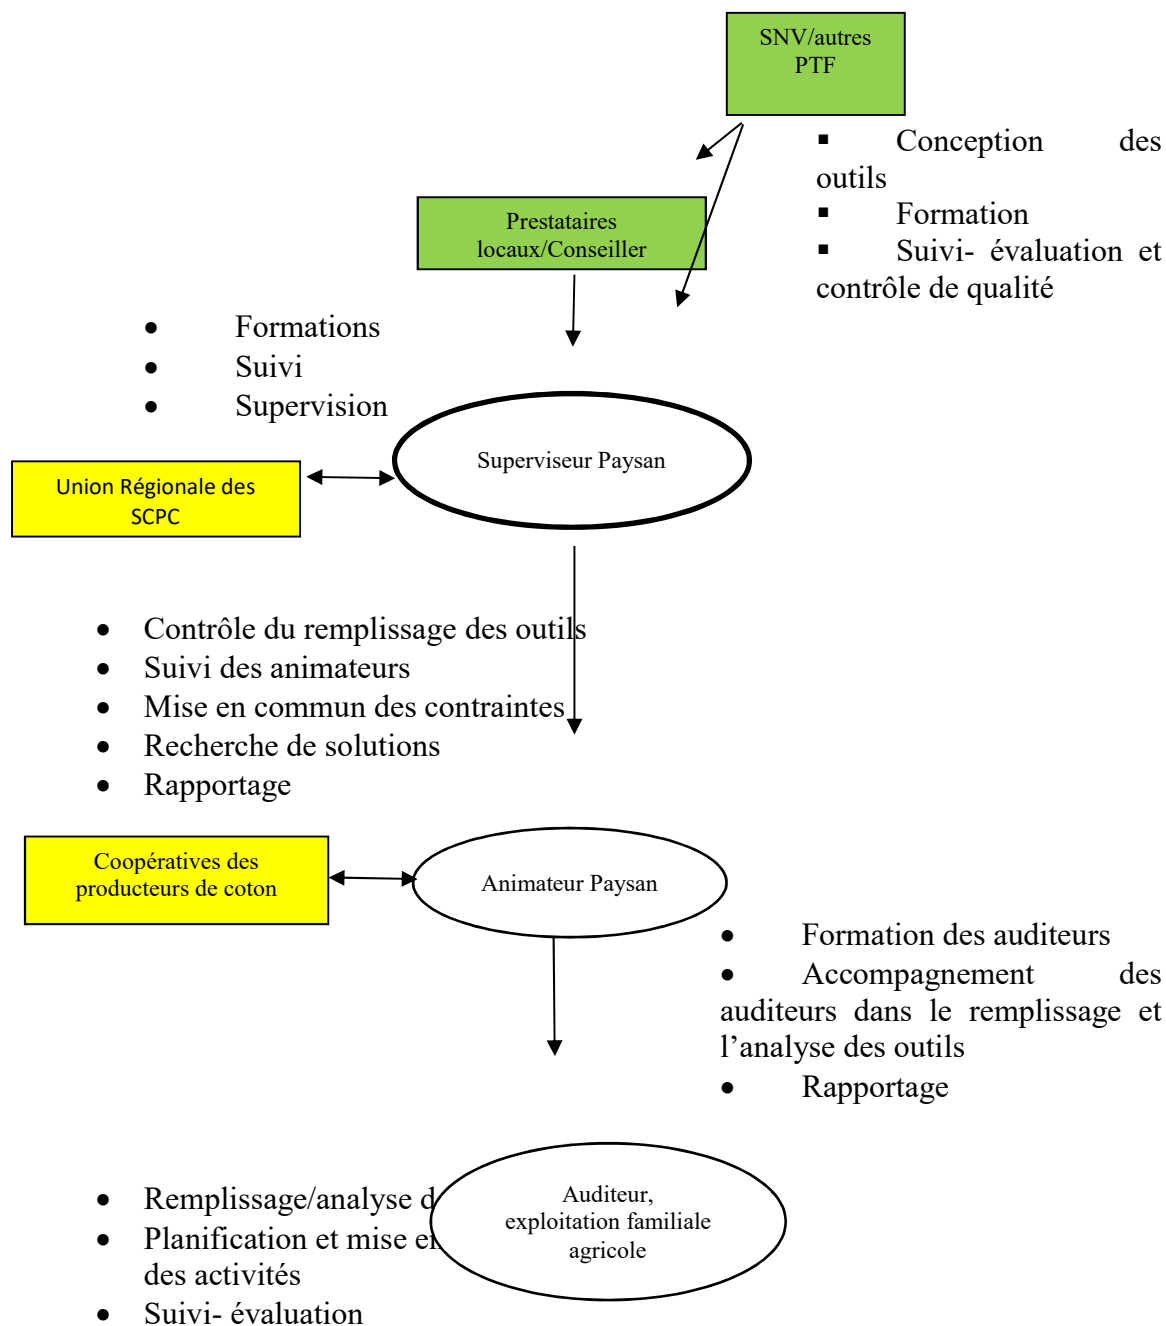 SNV/autres
PTF
▪ Conception des
outils
▪ Formation
▪ Suivi- évaluation et
contrôle de qualité
Prestataires
locaux/Conseiller
• Formations
• Suivi
• Supervision
Superviseur Paysan
Union Régionale des
SCPC
• Contrôle du remplissage des outils
• Suivi des animateurs
• Mise en commun des contraintes
• Recherche de solutions
• Rapportage
Coopératives des
producteurs de coton
Animateur Paysan
• Formation des auditeurs
• Accompagnement des
auditeurs dans le remplissage et
l’analyse des outils
• Rapportage
• Remplissage/analyse
• Planification et mise
des activités
• Suivi- évaluation
Auditeur,
exploitation familiale
agricole